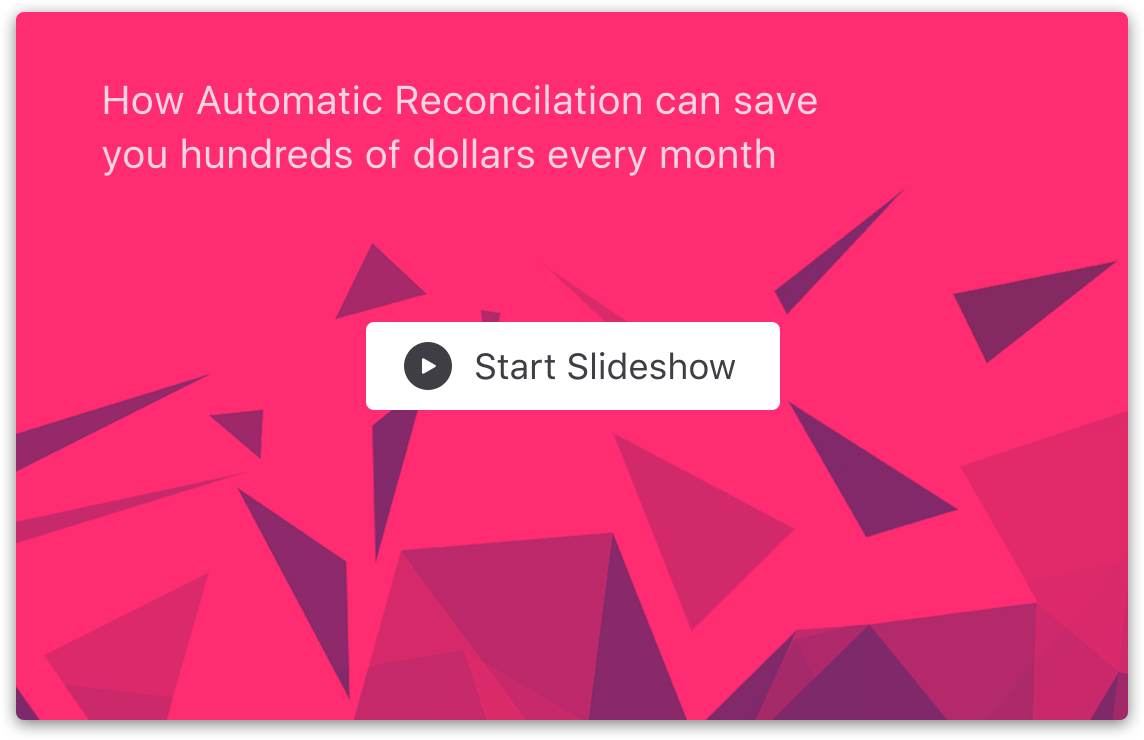 How Automatic Reconcilation can save
you hundreds of dollars every month
Start Slideshow